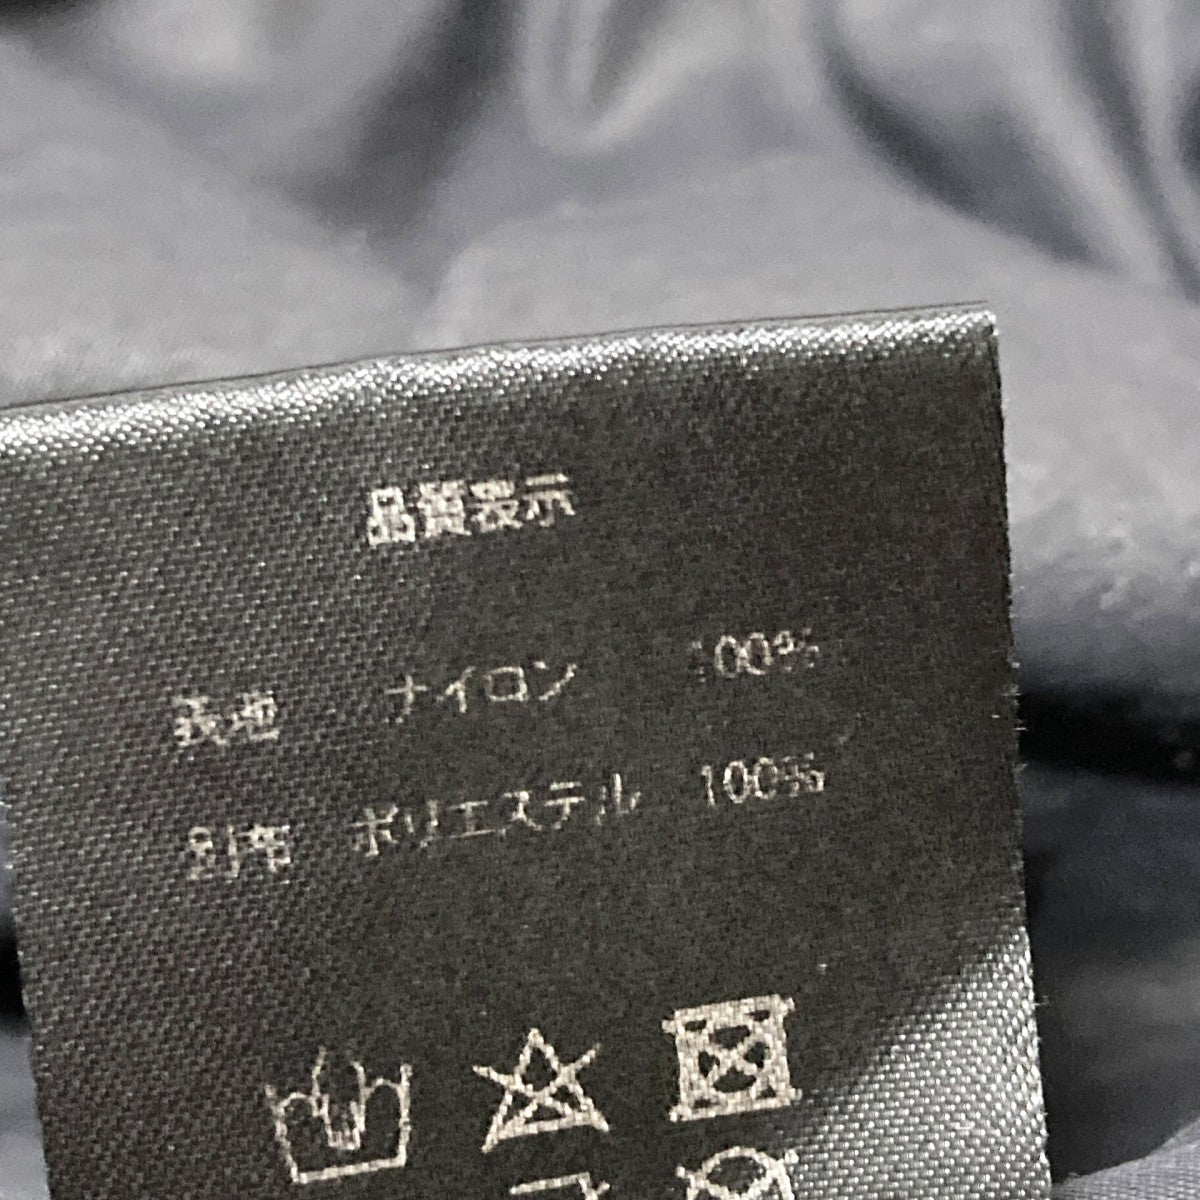 品質表示
表地 ナイロン 100%
別布 ポリエステル 100%